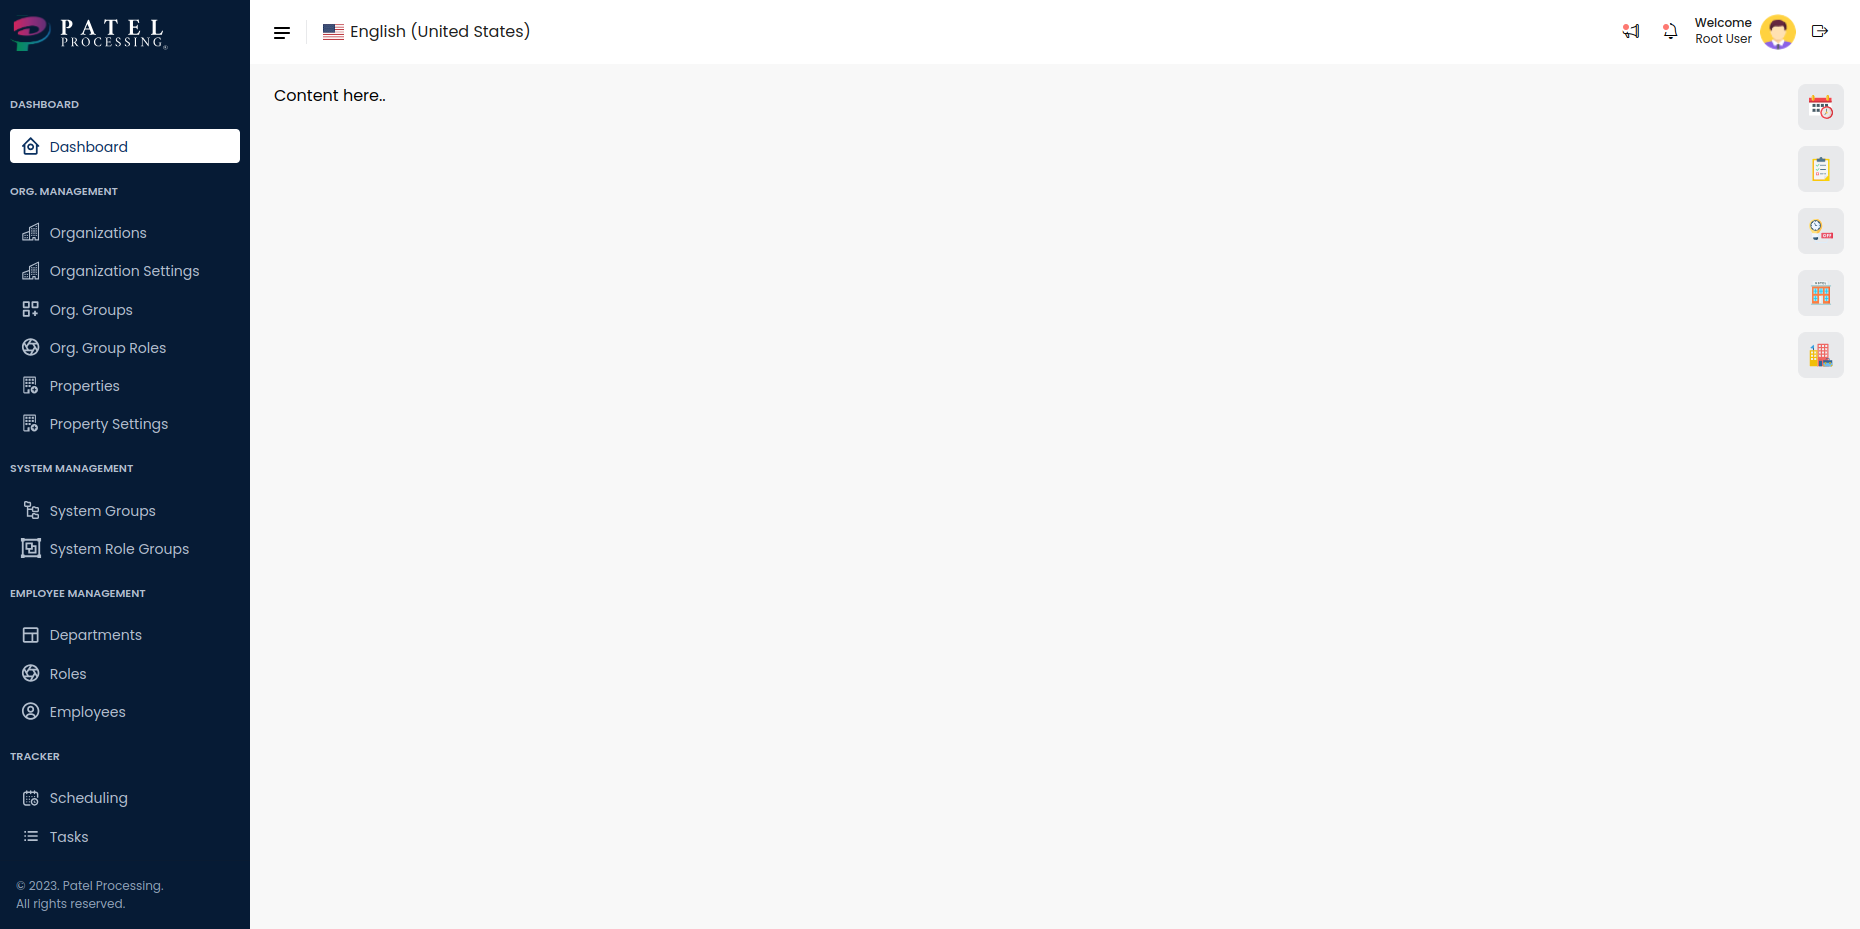 PATEL
PROCESSING®
English (United States)
Welcome
Root User
DASHBOARD
Dashboard
ORG. MANAGEMENT
Organizations
Organization Settings
Org. Groups
Org. Group Roles
Properties
Property Settings
SYSTEM MANAGEMENT
System Groups
System Role Groups
EMPLOYEE MANAGEMENT
Departments
Roles
Employees
TRACKER
Scheduling
Tasks
© 2023. Patel Processing.
All rights reserved.
Content here..
OFF
HOTEL